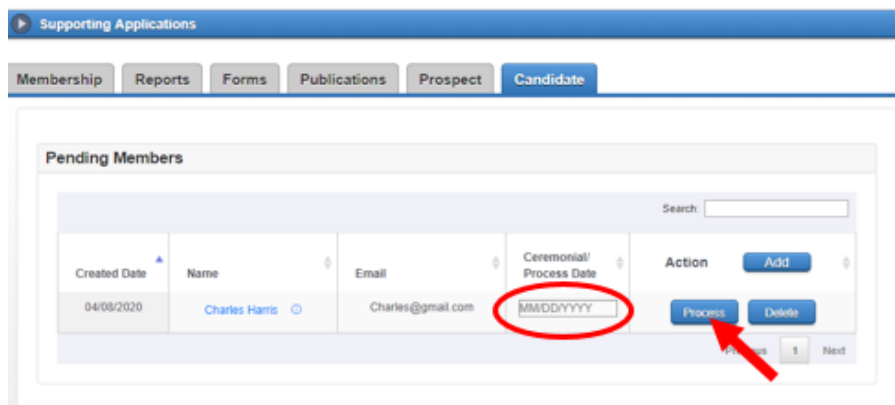 Supporting Applications
Membership Reports Forms Publications Prospect Candidate
Pending Members
Search:
Created Date Name Email Ceremonial/ Process Date Action Add
04/08/2020 Charles Harris Charles@gmail.com MM/DD/YYYY Process Delete
Previous 1 Next